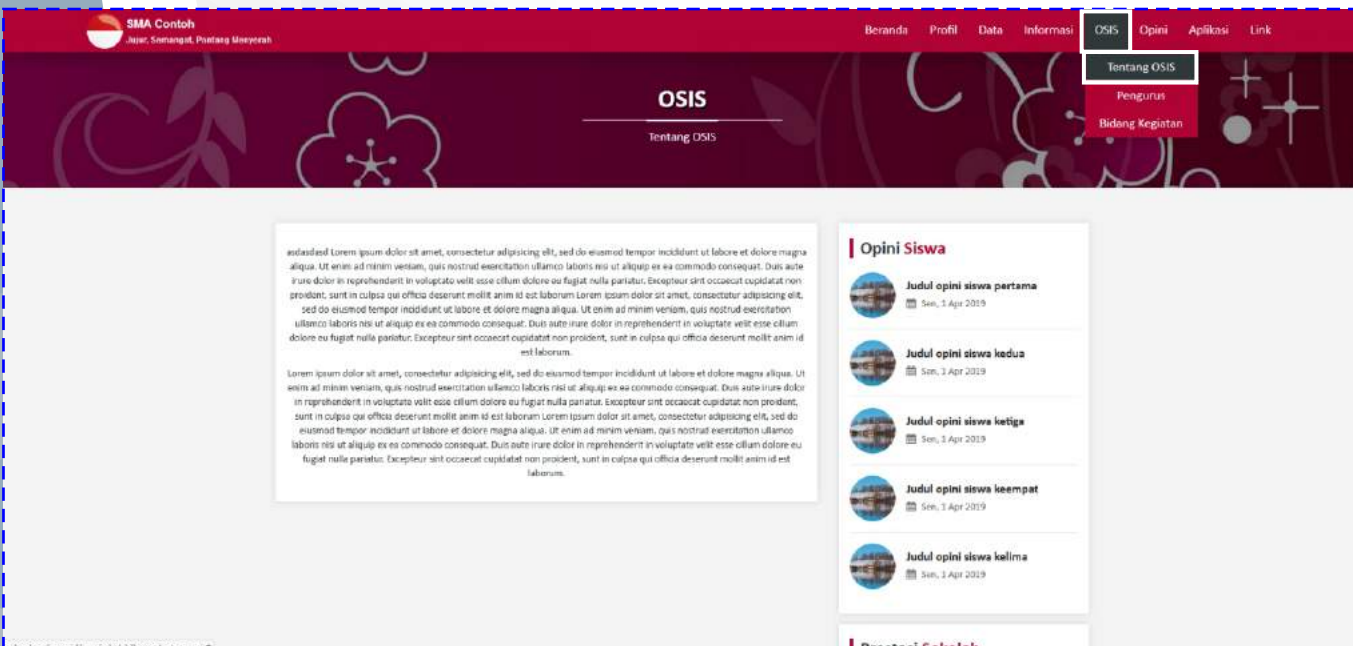 SMA Contoh
Jujur, Semangat, Pantang Menyerah
Beranda Profil Data Informasi OSIS Opini Aplikasi Link
Tentang OSIS
Pengurus
Bidang Kegiatan
OSIS
Tentang OSIS
asdasdasd Lorem ipsum dolor sit amet, consectetur adipisicing elit, sed do eiusmod tempor incididunt ut labore et dolore magna
aliqua. Ut enim ad minim veniam, quis nostrud exercitation ullamco laboris nisi ut aliquip ex ea commodo consequat. Duis aute
irure dolor in reprehenderit in voluptate velit esse cillum dolore eu fugiat nulla pariatur. Excepteur sint occaecat cupidatat non
proident, sunt in culpa qui officia deserunt mollit anim id est laborum Lorem ipsum dolor sit amet, consectetur adipisicing elit,
sed do eiusmod tempor incididunt ut labore et dolore magna aliqua. Ut enim ad minim veniam, quis nostrud exercitation
ullamco laboris nisi ut aliquip ex ea commodo consequat. Duis aute irure dolor in reprehenderit in voluptate velit esse cillum
dolore eu fugiat nulla pariatur. Excepteur sint occaecat cupidatat non proident, sunt in culpa qui officia deserunt mollit anim id
est laborum.
Lorem ipsum dolor sit amet, consectetur adipisicing elit, sed do eiusmod tempor incididunt ut labore et dolore magna aliqua. Ut
enim ad minim veniam, quis nostrud exercitation ullamco laboris nisi ut aliquip ex ea commodo consequat. Duis aute irure dolor
in reprehenderit in voluptate velit esse cillum dolore eu fugiat nulla pariatur. Excepteur sint occaecat cupidatat non proident,
sunt in culpa qui officia deserunt mollit anim id est laborum Lorem ipsum dolor sit amet, consectetur adipisicing elit, sed do
eiusmod tempor incididunt ut labore et dolore magna aliqua. Ut enim ad minim veniam, quis nostrud exercitation ullamco
laboris nisi ut aliquip ex ea commodo consequat. Duis aute irure dolor in reprehenderit in voluptate velit esse cillum dolore eu
fugiat nulla pariatur. Excepteur sint occaecat cupidatat non proident, sunt in culpa qui officia deserunt mollit anim id est
laborum.
Opini Siswa
Judul opini siswa pertama
Sen, 1 Apr 2019
Judul opini siswa kedua
Sen, 1 Apr 2019
Judul opini siswa ketiga
Sen, 1 Apr 2019
Judul opini siswa keempat
Sen, 1 Apr 2019
Judul opini siswa kelima
Sen, 1 Apr 2019
Prestasi Sekolah